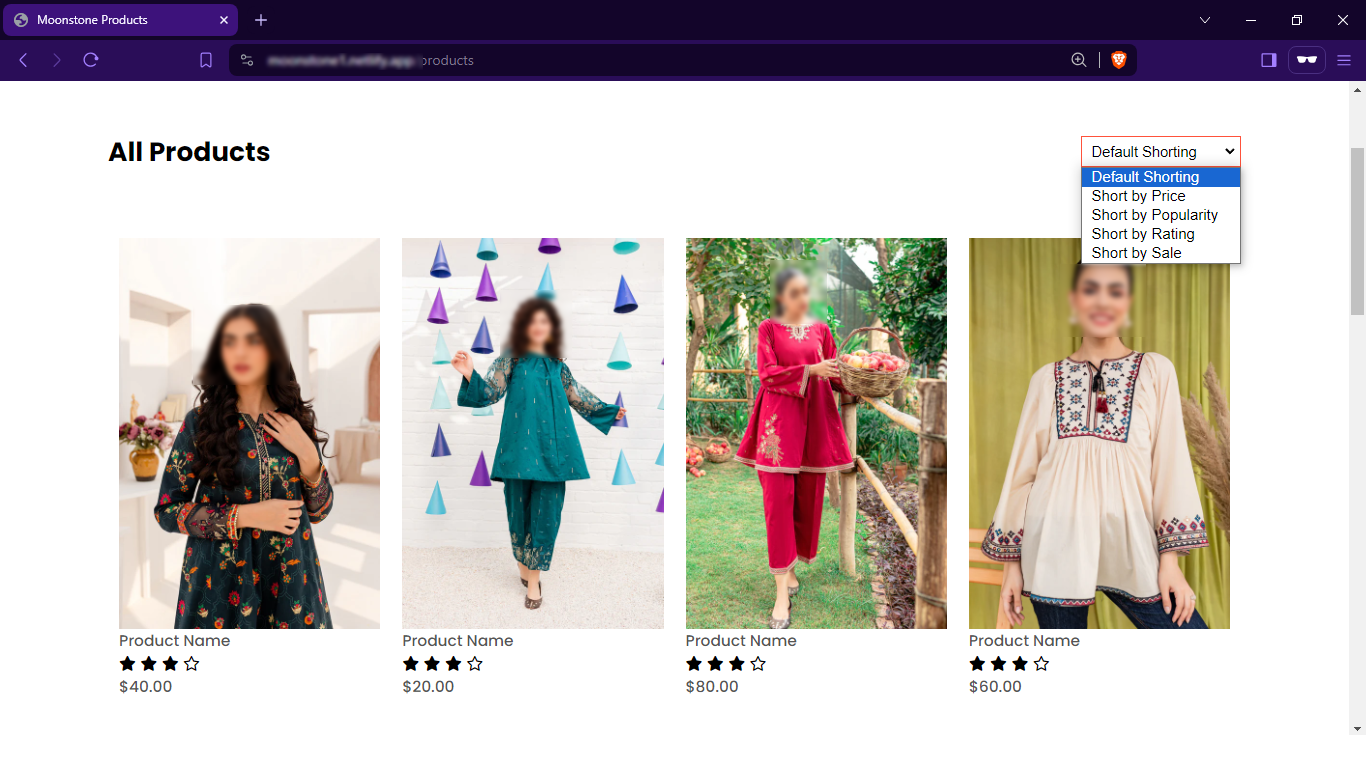 Moonstone Products
products
All Products
Default Shorting
Default Shorting
Short by Price
Short by Popularity
Short by Rating
Short by Sale
Product Name
$40.00
Product Name
$20.00
Product Name
$80.00
Product Name
$60.00